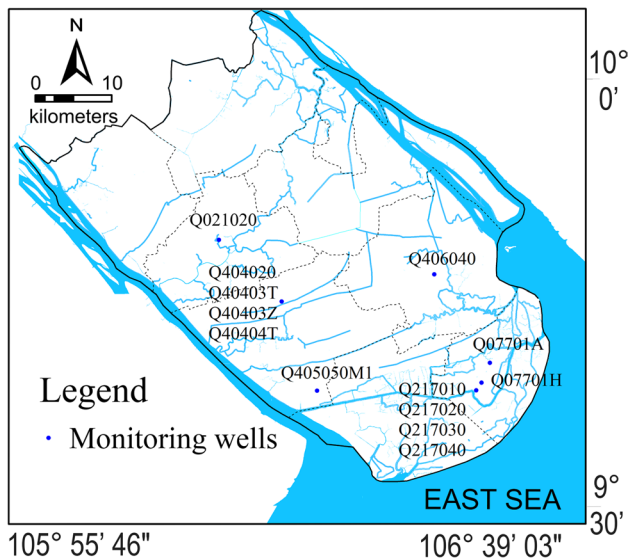 N
0 10
kilometers
10°
0'
Q021020
Q404020
Q40403T
Q40403Z
Q40404T
Q406040
Q07701A
Q405050M1
Q07701H
Q217010
Q217020
Q217030
Q217040
Legend
Monitoring wells
EAST SEA
9°
30'
105° 55' 46"
106° 39' 03"